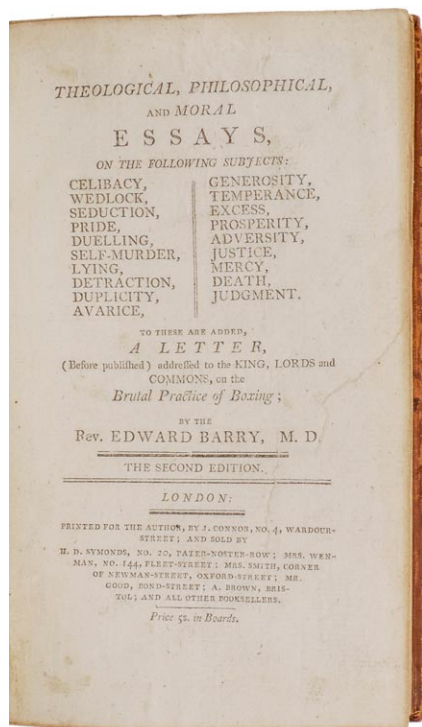 THEOLOGICAL, PHILOSOPHICAL,
AND MORAL
ESSAYS,
ON THE FOLLOWING SUBJECTS:
CELIBACY,
WEDLOCK,
SEDUCTION,
PRIDE,
DUELLING,
SELF-MURDER,
LYING,
DETRACTION,
DUPLICITY,
AVARICE,
GENEROSITY,
TEMPERANCE,
EXCESS,
PROSPERITY,
ADVERSITY,
JUSTICE,
MERCY,
DEATH,
JUDGMENT.
TO THESE ARE ADDED,
A LETTER,
(Before publiſhed) addreſſed to the KING, LORDS and
COMMONS, on the
Brutal Practice of Boxing;
BY THE
Rev. EDWARD BARRY, M. D.
THE SECOND EDITION.
LONDON:
PRINTED FOR THE AUTHOR, BY J. CONNOR, NO. 4, WARDOUR-
STREET; AND SOLD BY
H. D. SYMONDS, NO. 20, PATER-NOSTER-ROW; MRS. WEN-
MAN, NO. 144, FLEET-STREET; MRS. SMITH, CORNER
OF NEWMAN-STREET, OXFORD-STREET; MR.
GOOD, BOND-STREET; A. BROWN, BRIS-
TOL; AND ALL OTHER BOOKSELLERS.
Price 5s. in Boards.